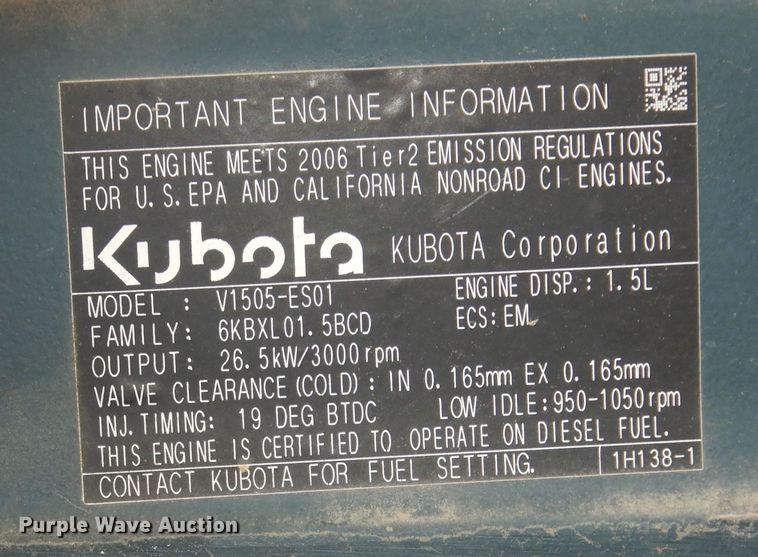 IMPORTANT ENGINE INFORMATION
THIS ENGINE MEETS 2006 Tier2 EMISSION REGULATIONS
FOR U.S.EPA AND CALIFORNIA NONROAD CI ENGINES.
Kubota KUBOTA Corporation
MODEL : V1505-ES01 ENGINE DISP.: 1.5L
FAMILY: 6KBXL01.5BCD ECS:EM
OUTPUT: 26.5kW/3000rpm
VALVE CLEARANCE(COLD): IN 0.165mm EX 0.165mm
INJ.TIMING: 19 DEG BTDC LOW IDLE:950-1050rpm
THIS ENGINE IS CERTIFIED TO OPERATE ON DIESEL FUEL.
CONTACT KUBOTA FOR FUEL SETTING. 1H138-1
Purple Wave Auction